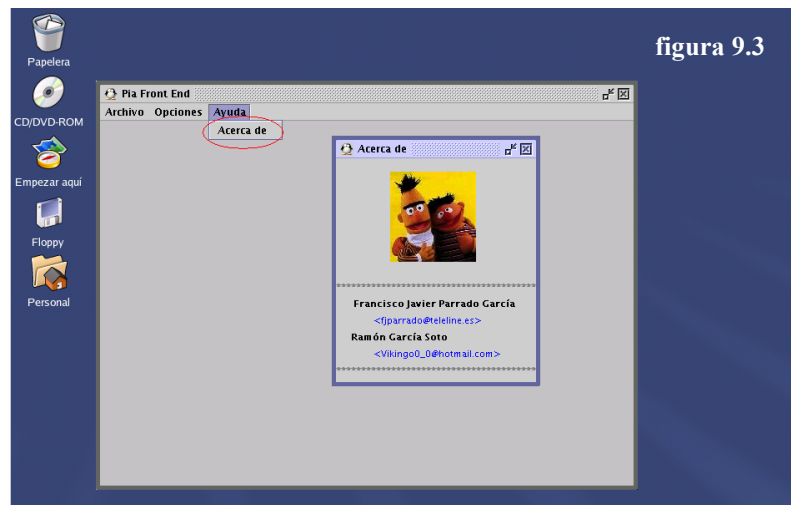 figura 9.3
Papelera
CD/DVD-ROM
Empezar aquí
Floppy
Personal
Pia Front End
Archivo Opciones Ayuda
Acerca de
Acerca de
****************************************
Francisco Javier Parrado García
<fjparrado@teleline.es>
Ramón García Soto
<Vikingo0_0@hotmail.com>
****************************************